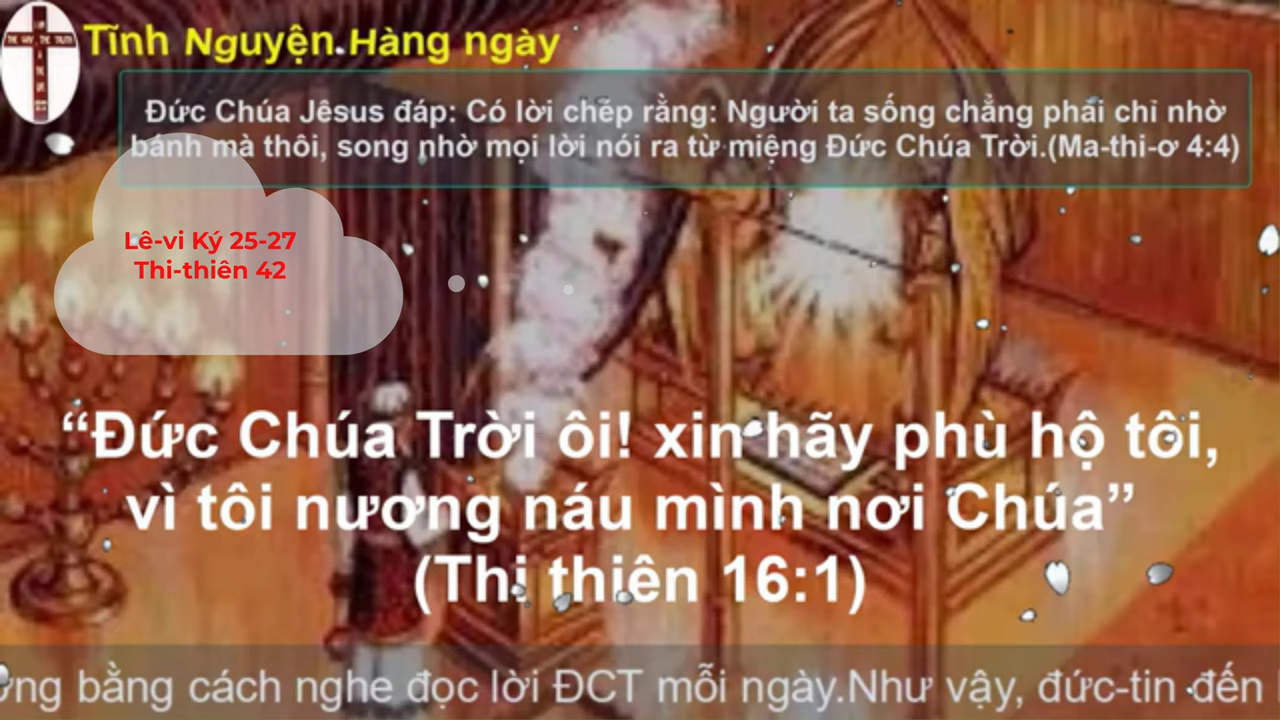 Tĩnh Nguyện Hàng ngày
Đức Chúa Jêsus đáp: Có lời chép rằng: Người ta sống chẳng phải chỉ nhờ
bánh mà thôi, song nhờ mọi lời nói ra từ miệng Đức Chúa Trời.(Ma-thi-ơ 4:4)
Lê-vi Ký 25-27
Thi-thiên 42
“Đức Chúa Trời ôi! xin hãy phù hộ tôi,
vì tôi nương náu mình nơi Chúa”
(Thi thiên 16:1)
bằng cách nghe đọc lời ĐCT mỗi ngày.Như vậy, đức-tin đến